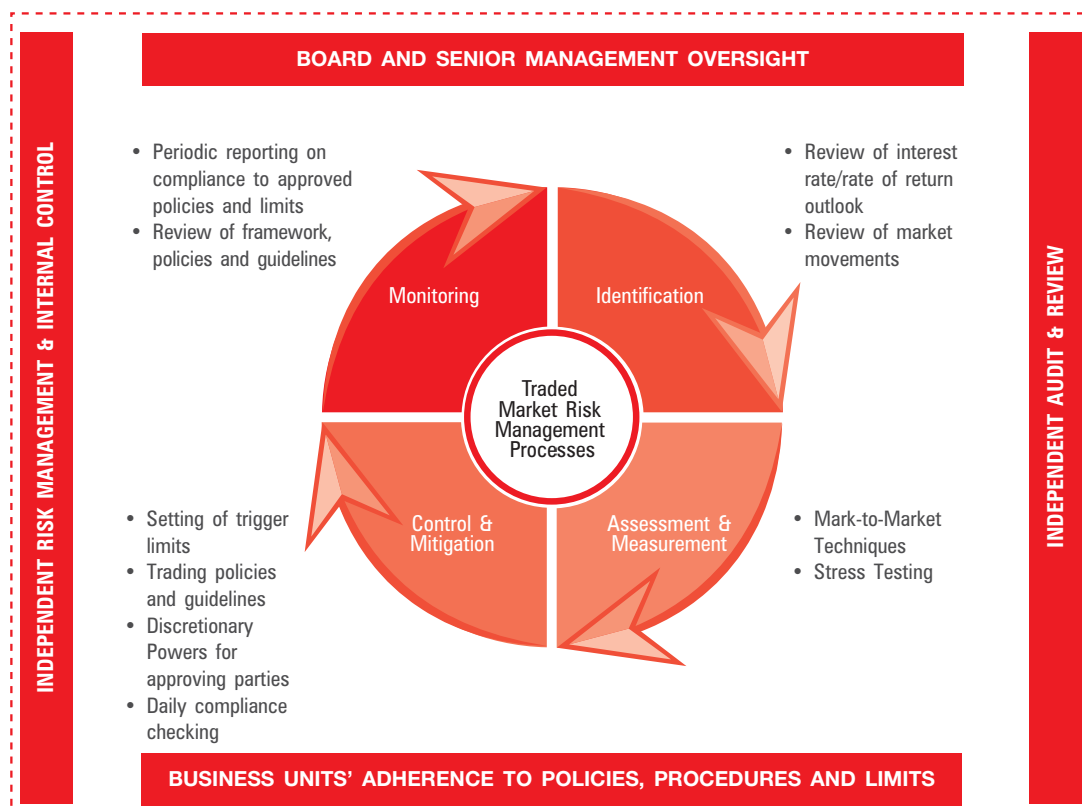 BOARD AND SENIOR MANAGEMENT OVERSIGHT
INDEPENDENT RISK MANAGEMENT & INTERNAL CONTROL
• Periodic reporting on
compliance to approved
policies and limits
• Review of framework,
policies and guidelines
Monitoring
Identification
• Review of interest
rate/rate of return
outlook
• Review of market
movements
INDEPENDENT AUDIT & REVIEW
Traded
Market Risk
Management
Processes
• Setting of trigger
limits
• Trading policies
and guidelines
• Discretionary
Powers for
approving parties
• Daily compliance
checking
Control &
Mitigation
Assessment &
Measurement
• Mark-to-Market
Techniques
• Stress Testing
BUSINESS UNITS' ADHERENCE TO POLICIES, PROCEDURES AND LIMITS